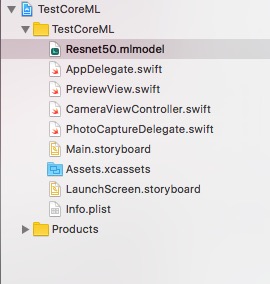 TestCoreML
TestCoreML
Resnet50.mlmodel
AppDelegate.swift
PreviewView.swift
CameraViewController.swift
PhotoCaptureDelegate.swift
Main.storyboard
Assets.xcassets
LaunchScreen.storyboard
Info.plist
Products